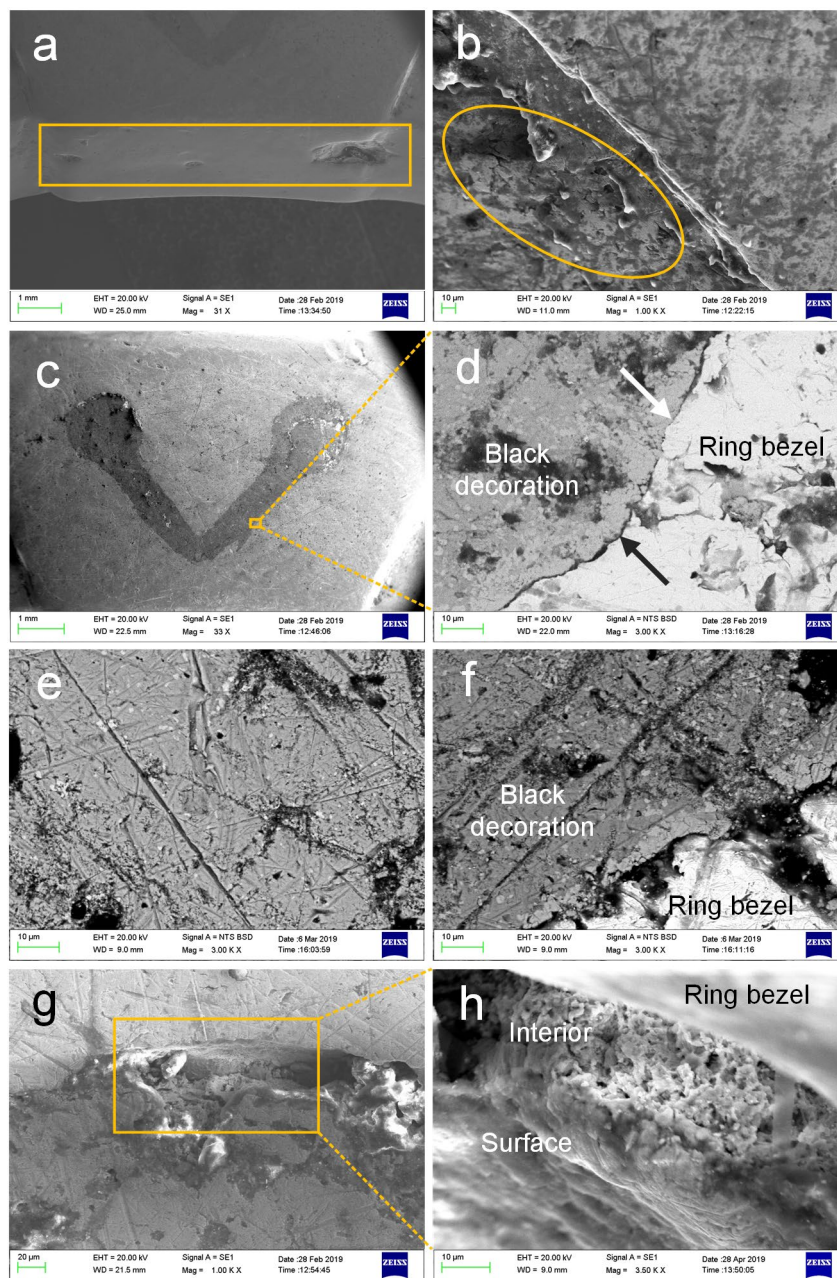 a
1 mm
EHT = 20.00 kV
Signal A = SE1
Date :28 Feb 2019
WD = 25.0 mm
Mag = 31 X
Time :13:34:50
ZEISS
b
10 µm
EHT = 20.00 kV
Signal A = SE1
Date :28 Feb 2019
WD = 11.0 mm
Mag = 1.00 K X
Time :12:22:15
ZEISS
c
1 mm
EHT = 20.00 kV
Signal A = SE1
Date :28 Feb 2019
WD = 22.5 mm
Mag = 33 X
Time :12:46:06
ZEISS
d
Ring bezel
Black
decoration
10 µm
EHT = 20.00 kV
Signal A = NTS BSD
Date :28 Feb 2019
WD = 22.0 mm
Mag = 3.00 K X
Time :13:16:28
ZEISS
e
10 µm
EHT = 20.00 kV
Signal A = NTS BSD
Date :6 Mar 2019
WD = 9.0 mm
Mag = 3.00 K X
Time :16:03:59
ZEISS
f
Black
decoration
Ring bezel
10 µm
EHT = 20.00 kV
Signal A = NTS BSD
Date :6 Mar 2019
WD = 9.0 mm
Mag = 3.00 K X
Time :16:11:16
ZEISS
g
20 µm
EHT = 20.00 kV
Signal A = SE1
Date :28 Feb 2019
WD = 21.5 mm
Mag = 1.00 K X
Time :12:54:45
ZEISS
h
Ring bezel
Interior
Surface
10 µm
EHT = 20.00 kV
Signal A = SE1
Date :28 Apr 2019
WD = 9.0 mm
Mag = 3.50 K X
Time :13:50:05
ZEISS